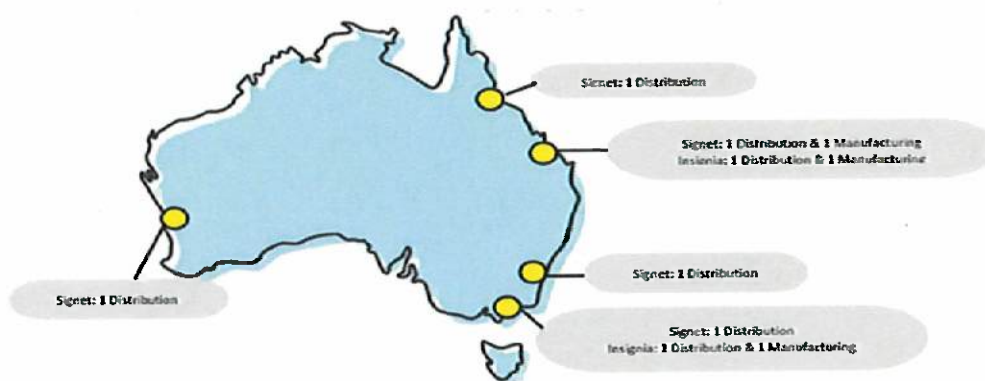 Signet: 1 Distribution
Signet: 1 Distribution & 1 Manufacturing
Insignia: 1 Distribution & 1 Manufacturing
Signet: 1 Distribution
Signet: 1 Distribution
Signet: 1 Distribution
Insignia: 1 Distribution & 1 Manufacturing